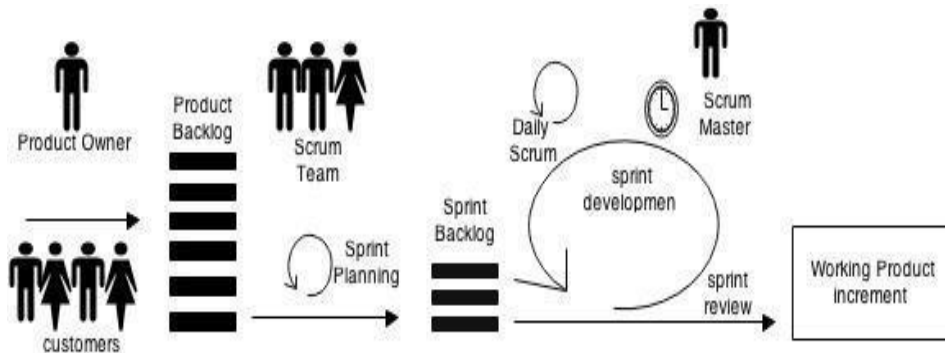 Product Owner
customers
Product
Backlog
Scrum
Team
Sprint
Planning
Sprint
Backlog
Daily
Scrum
sprint
developmen
Scrum
Master
sprint
review
Working Product
increment